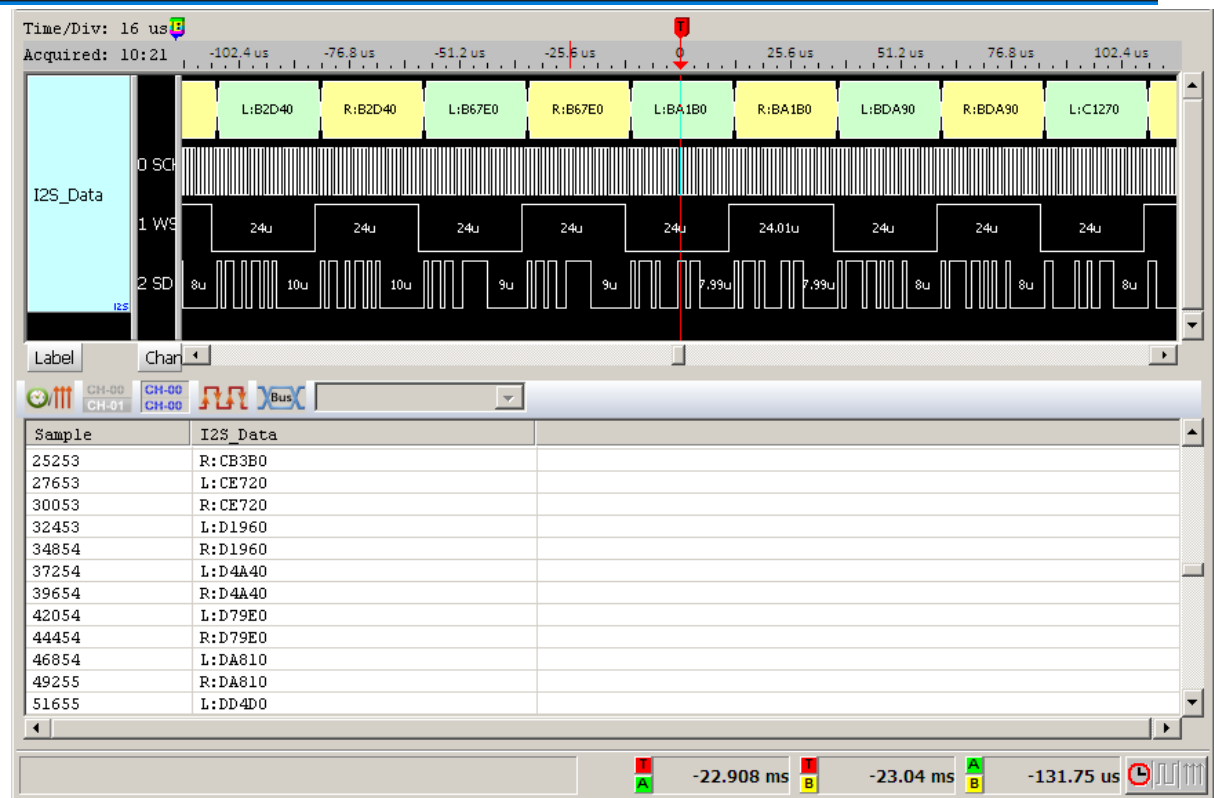 Time/Div: 16 us B T
Acquired: 10:21 -102.4 us -76.8 us -51.2 us -25.6 us 0 25.6 us 51.2 us 76.8 us 102.4 us
L:B2D40 R:B2D40 L:B67E0 R:B67E0 L:BA1B0 R:BA1B0 L:BDA90 R:BDA90 L:C1270
0 SCK
I2S_Data
1 WS 24u 24u 24u 24u 24u 24.01u 24u 24u 24u
2 SD 8u 10u 10u 9u 9u 7.99u 7.99u 8u 8u 8u
I2S
Label Chan
CH-00 CH-00
CH-01 CH-00
Bus
Sample I2S_Data
25253 R:CB3B0
27653 L:CE720
30053 R:CE720
32453 L:D1960
34854 R:D1960
37254 L:D4A40
39654 R:D4A40
42054 L:D79E0
44454 R:D79E0
46854 L:DA810
49255 R:DA810
51655 L:DD4D0
T A -22.908 ms T B -23.04 ms A B -131.75 us